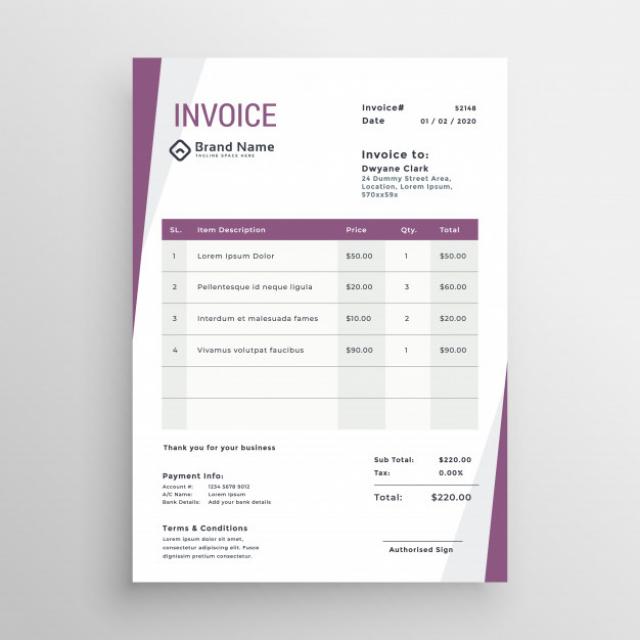 INVOICE
Brand Name
TAGLINE SPACE HERE
Invoice# 52148
Date 01 / 02 / 2020
Invoice to:
Dwyane Clark
24 Dummy Street Area,
Location, Lorem Ipsum,
570xx59x
SL. Item Description Price Qty. Total
1 Lorem Ipsum Dolor $50.00 1 $50.00
2 Pellentesque id neque ligula $20.00 3 $60.00
3 Interdum et malesuada fames $10.00 2 $20.00
4 Vivamus volutpat faucibus $90.00 1 $90.00
Thank you for your business
Sub Total: $220.00
Tax: 0.00%
Total: $220.00
Payment Info:
Account #: 1234 5678 9012
A/C Name: Lorem Ipsum
Bank Details: Add your bank details
Terms & Conditions
Lorem ipsum dolor sit amet,
consectetur adipiscing elit. Fusce
dignissim pretium consectetur.
Authorised Sign